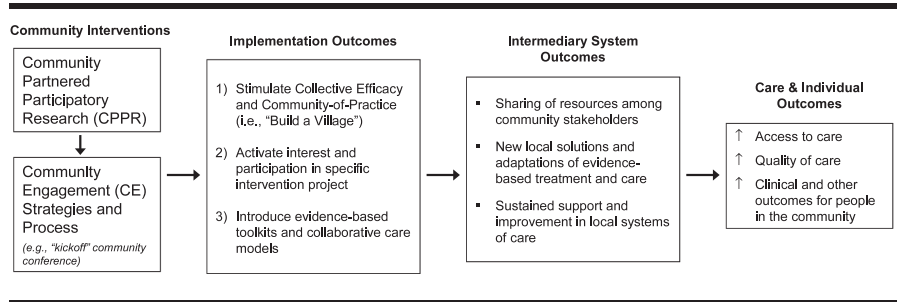 Community Interventions
Community
Partnered
Participatory
Research (CPPR)
Community
Engagement (CE)
Strategies and
Process
(e.g., “kickoff” community
conference)
Implementation Outcomes
1) Stimulate Collective Efficacy
and Community-of-Practice
(i.e., “Build a Village”)
2) Activate interest and
participation in specific
intervention project
3) Introduce evidence-based
toolkits and collaborative care
models
Intermediary System
Outcomes
▪ Sharing of resources among
community stakeholders
▪ New local solutions and
adaptations of evidence-
based treatment and care
▪ Sustained support and
improvement in local systems
of care
Care & Individual
Outcomes
↑ Access to care
↑ Quality of care
↑ Clinical and other
outcomes for people
in the community